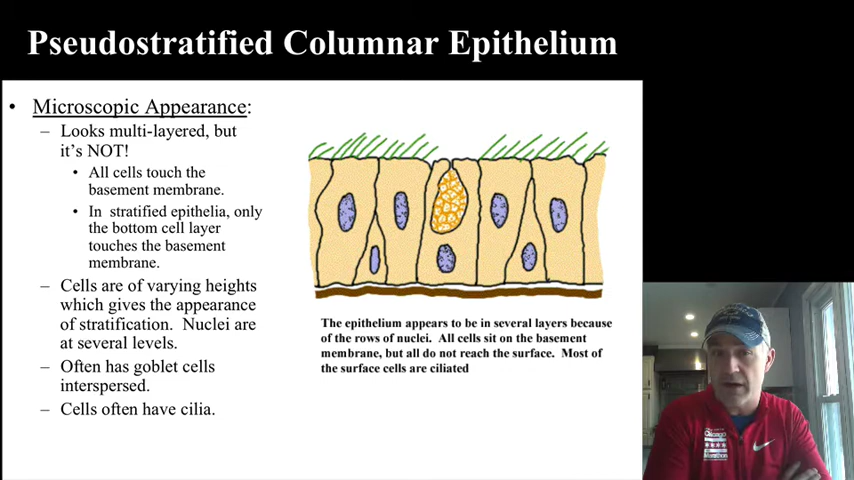 Pseudostratified Columnar Epithelium
• Microscopic Appearance:
– Looks multi-layered, but
it's NOT!
• All cells touch the
basement membrane.
• In stratified epithelia, only
the bottom cell layer
touches the basement
membrane.
– Cells are of varying heights
which gives the appearance
of stratification. Nuclei are
at several levels.
– Often has goblet cells
interspersed.
– Cells often have cilia.
The epithelium appears to be in several layers because
of the rows of nuclei. All cells sit on the basement
membrane, but all do not reach the surface. Most of
the surface cells are ciliated
Chicago
Marathon